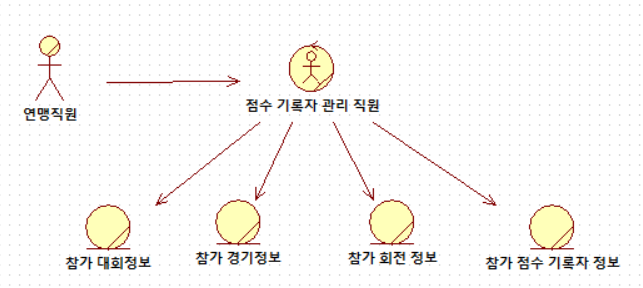 연맹직원
점수 기록자 관리 직원
참가 대회정보
참가 경기정보
참가 회전 정보
참가 점수 기록자 정보